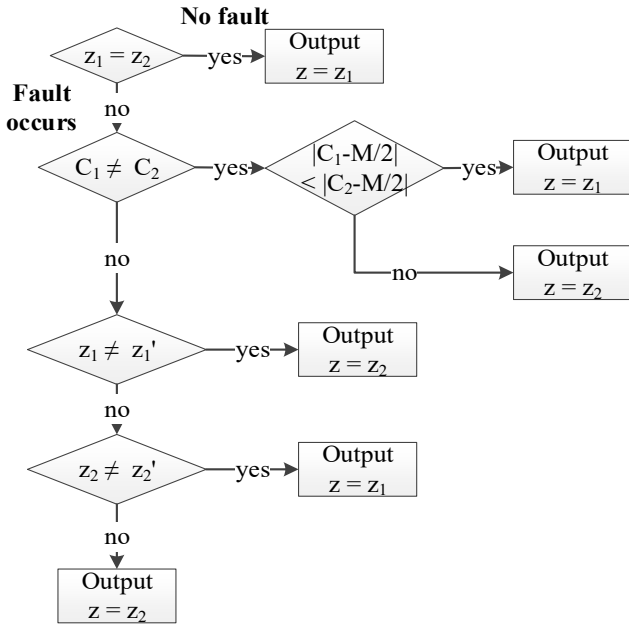 No fault
z₁ = z₂
yes
Output
z = z₁
Fault
occurs
no
C₁ ≠ C₂
yes
|C₁-M/2|
< |C₂-M/2|
yes
Output
z = z₁
no
no
Output
z = z₂
z₁ ≠ z₁'
yes
Output
z = z₂
no
z₂ ≠ z₂'
yes
Output
z = z₁
no
Output
z = z₂